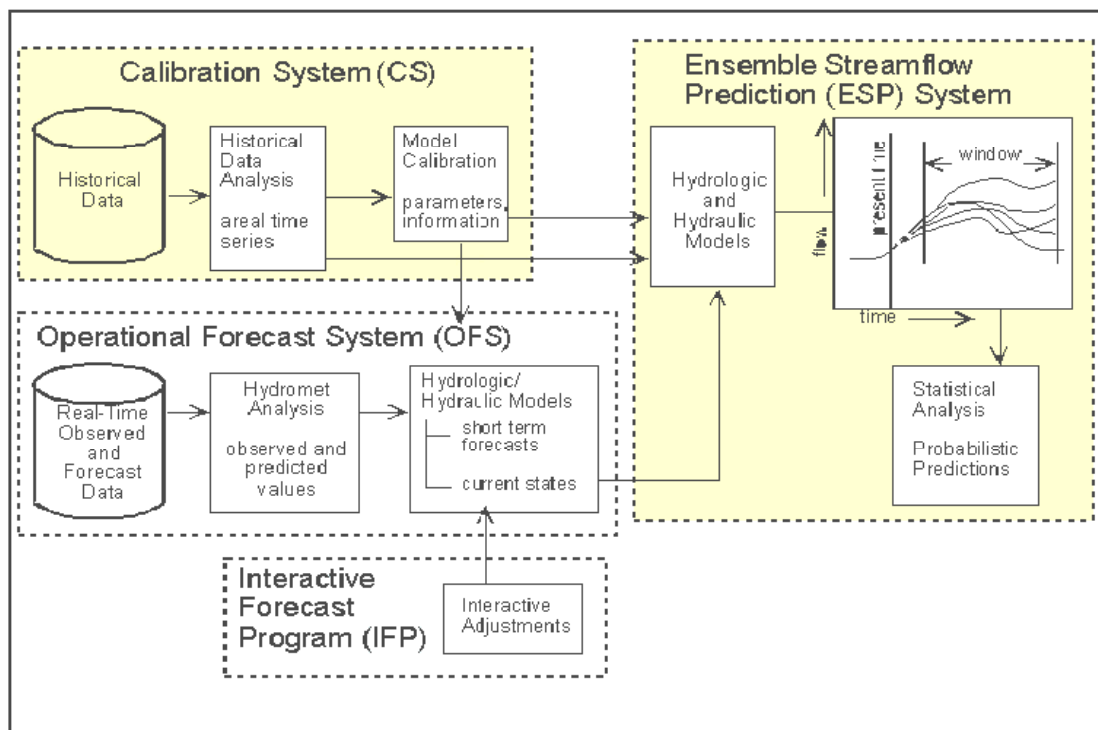 Calibration System (CS)
Historical
Data
Historical
Data
Analysis
areal time
series
Model
Calibration
parameters,
information
Ensemble Streamflow
Prediction (ESP) System
Hydrologic
and
Hydraulic
Models
flow
present time
window
time
Statistical
Analysis
Probabilistic
Predictions
Operational Forecast System (OFS)
Real-Time
Observed
and
Forecast
Data
Hydromet
Analysis
observed and
predicted
values
Hydrologic/
Hydraulic Models
short term
forecasts
current states
Interactive
Forecast
Program (IFP)
Interactive
Adjustments